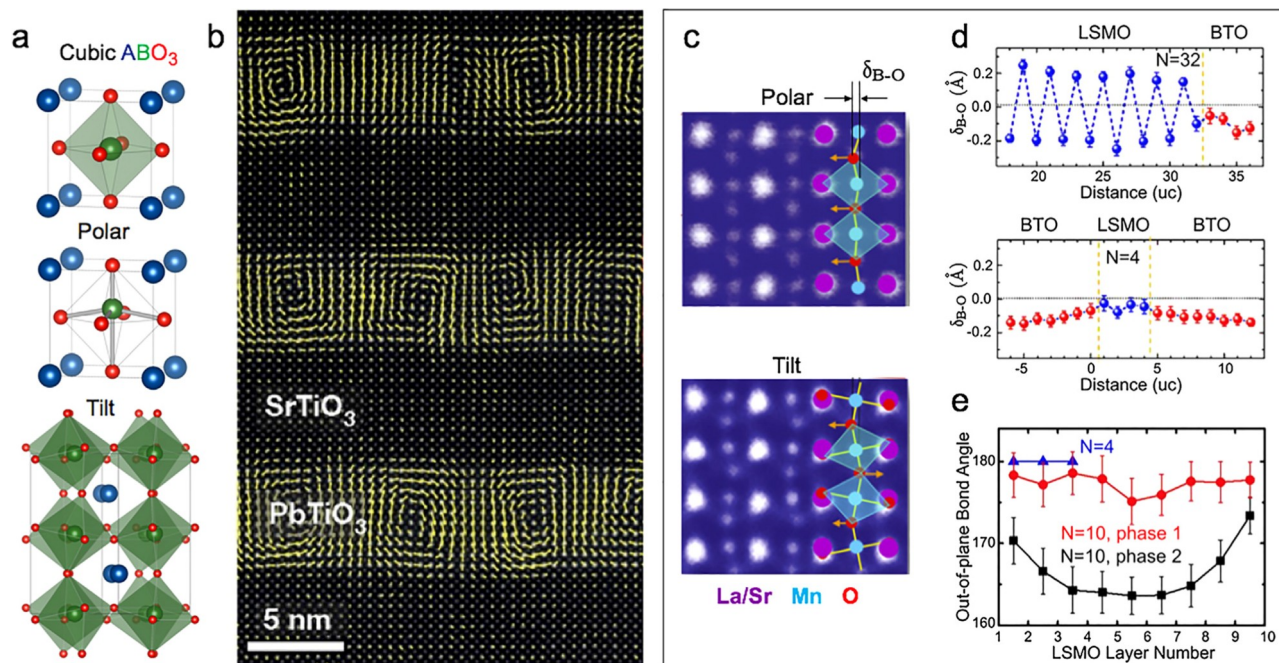 a
Cubic ABO3
Polar
Tilt
b
SrTiO3
PbTiO3
5 nm
c
δB-O
Polar
Tilt
La/Sr Mn O
d
LSMO BTO
N=32
δB-O (Å)
0.2
0.0
-0.2
20 25 30 35
Distance (uc)
BTO LSMO BTO
N=4
δB-O (Å)
0.2
0.0
-0.2
-5 0 5 10
Distance (uc)
e
Out-of-plane Bond Angle
180
170
160
N=4
N=10, phase 1
N=10, phase 2
1 2 3 4 5 6 7 8 9 10
LSMO Layer Number